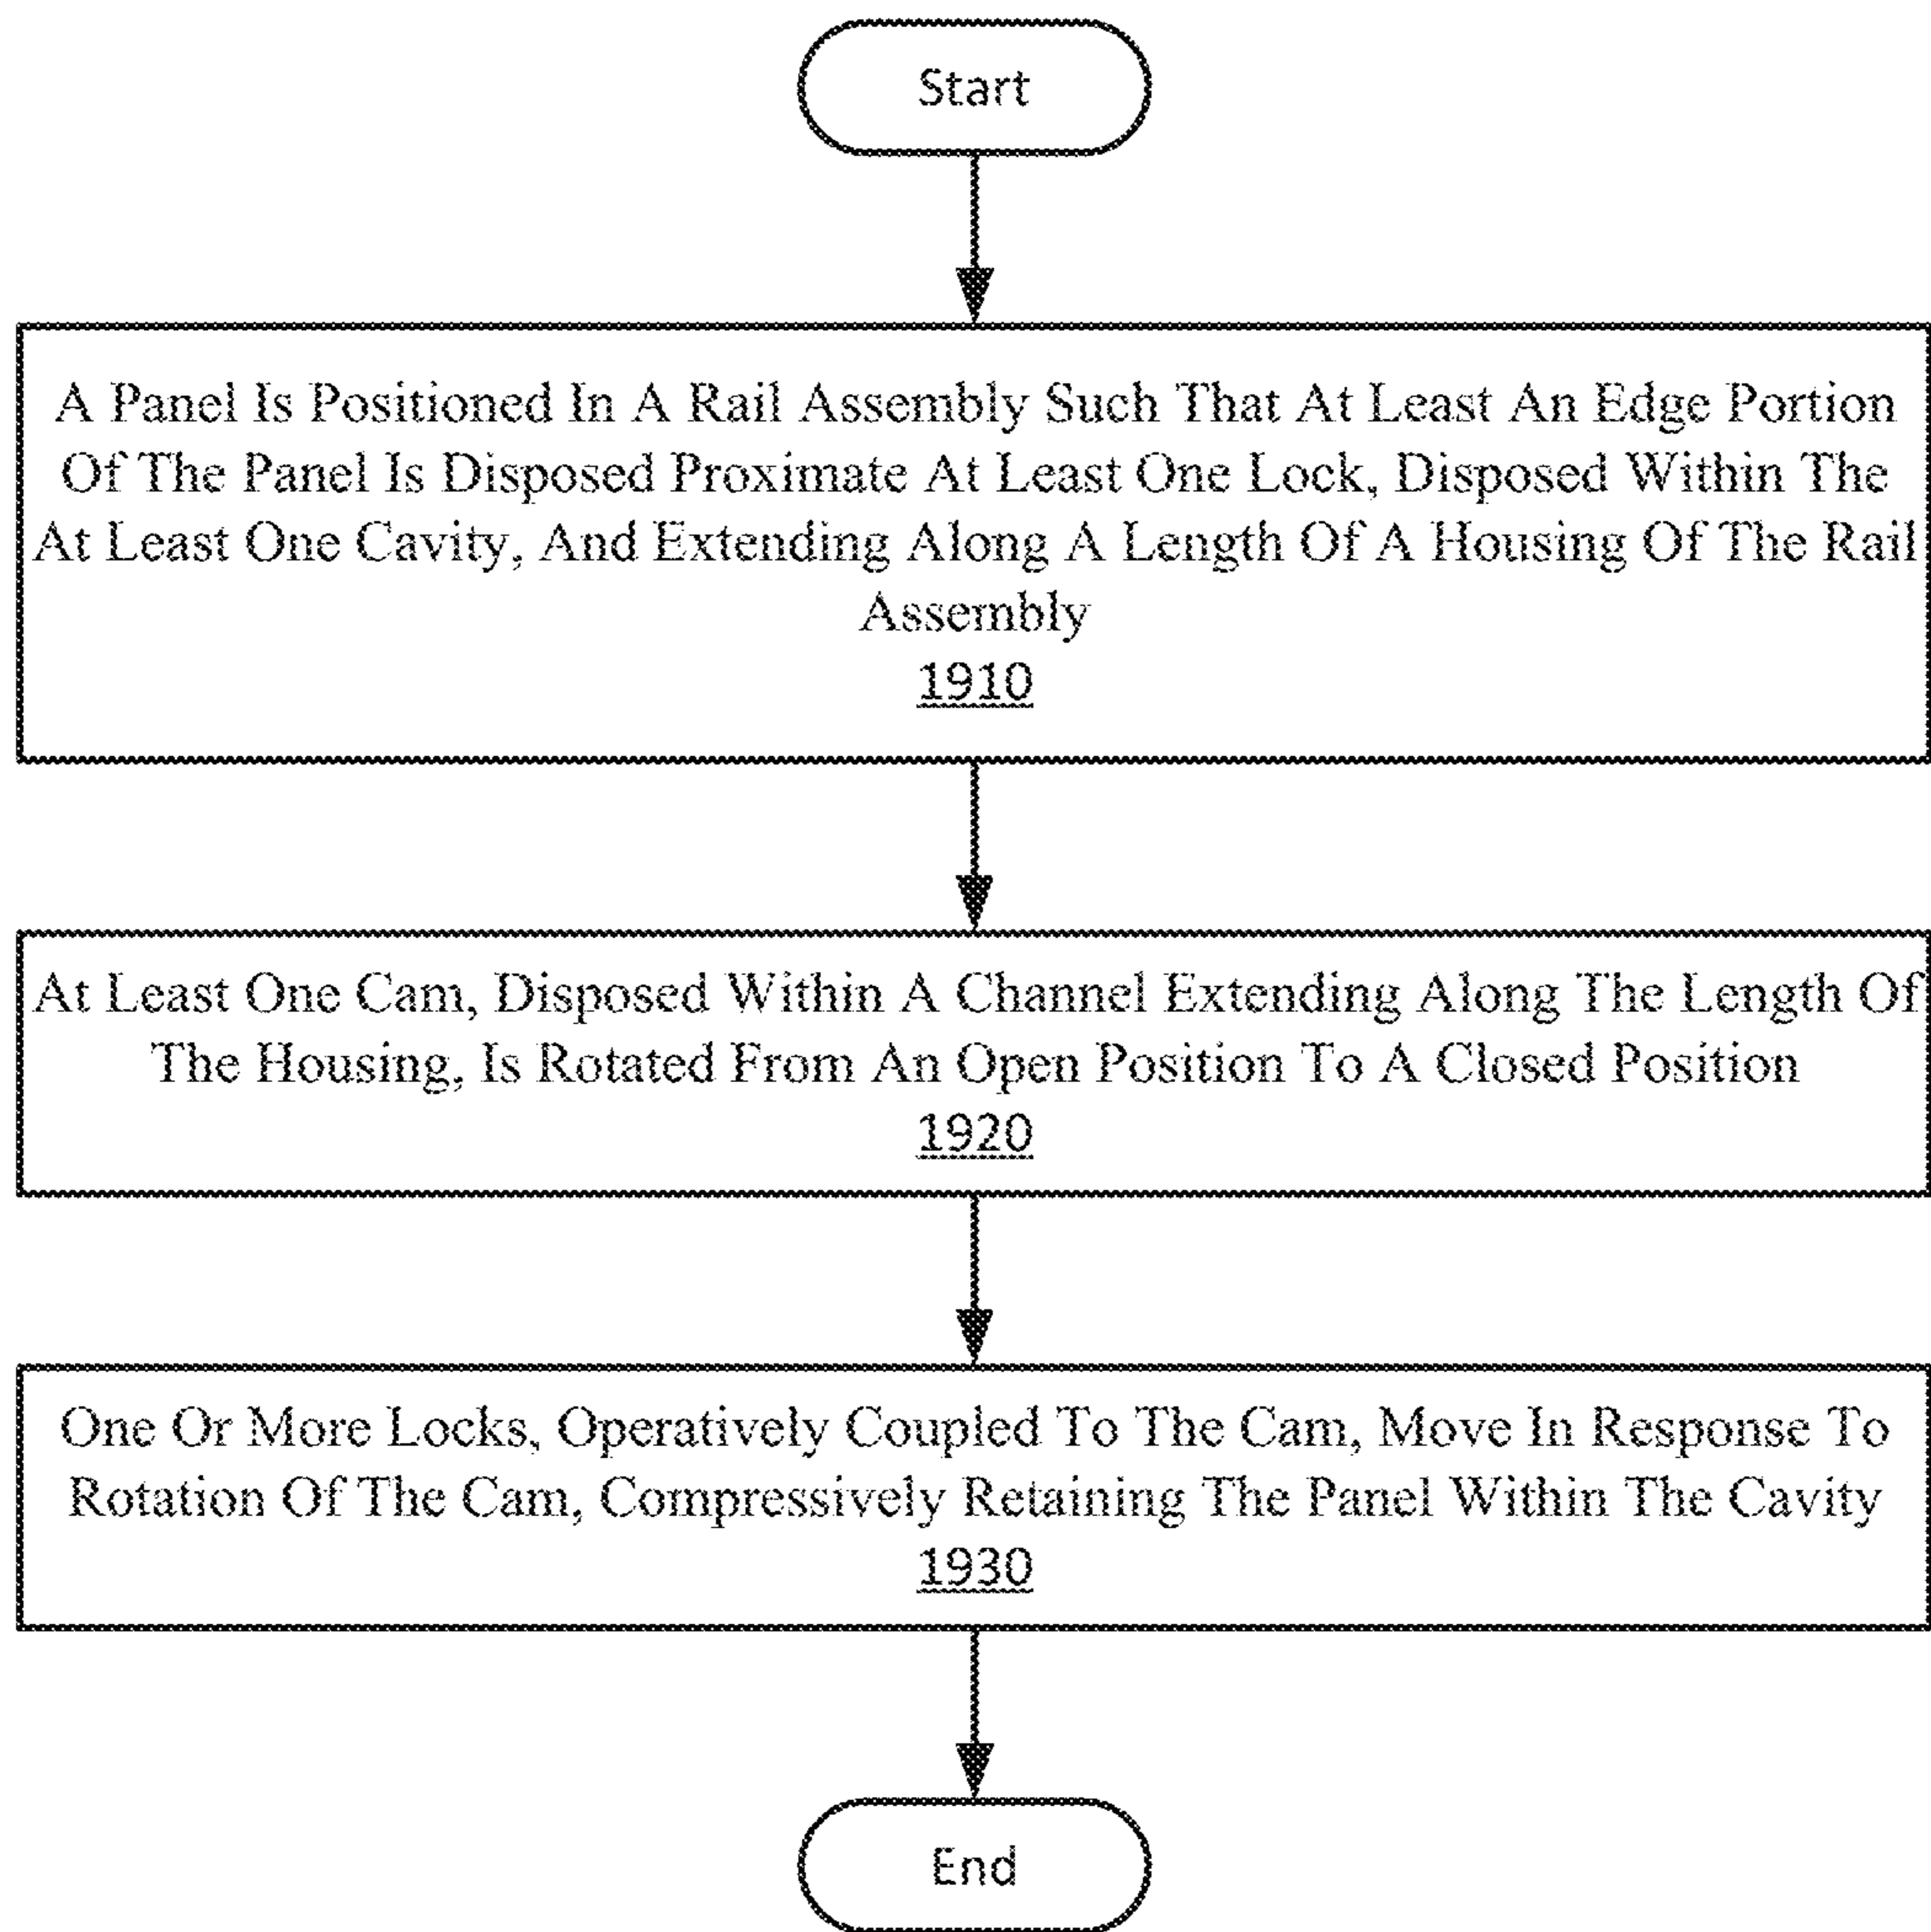 Start
A Panel Is Positioned In A Rail Assembly Such That At Least An Edge Portion
Of The Panel Is Disposed Proximate At Least One Lock, Disposed Within The
At Least One Cavity, And Extending Along A Length Of A Housing Of The Rail
Assembly
1910
At Least One Cam, Disposed Within A Channel Extending Along The Length Of
The Housing, Is Rotated From An Open Position To A Closed Position
1920
One Or More Locks, Operatively Coupled To The Cam, Move In Response To
Rotation Of The Cam, Compressively Retaining The Panel Within The Cavity
1930
End